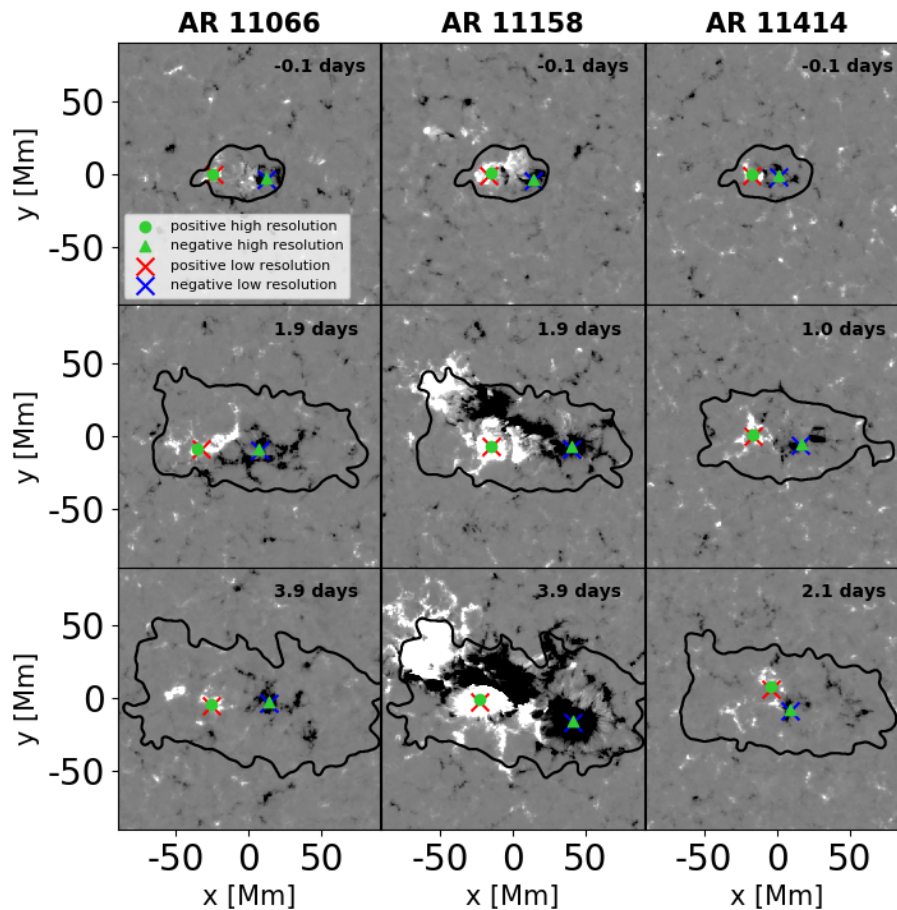 AR 11066 AR 11158 AR 11414
-0.1 days -0.1 days -0.1 days
50
0
-50
y [Mm]
positive high resolution
negative high resolution
positive low resolution
negative low resolution
1.9 days 1.9 days 1.0 days
50
0
-50
y [Mm]
3.9 days 3.9 days 2.1 days
50
0
-50
y [Mm]
-50 0 50 -50 0 50 -50 0 50
x [Mm] x [Mm] x [Mm]